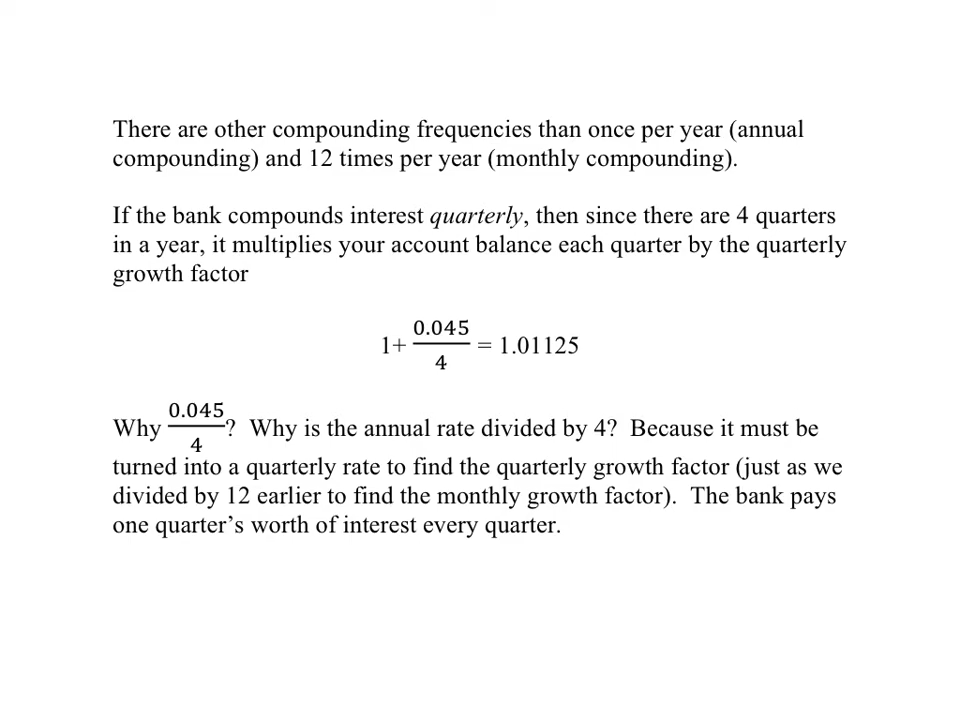 There are other compounding frequencies than once per year (annual
compounding) and 12 times per year (monthly compounding).
If the bank compounds interest quarterly, then since there are 4 quarters
in a year, it multiplies your account balance each quarter by the quarterly
growth factor
1+ 0.045/4 = 1.01125
Why 0.045/4? Why is the annual rate divided by 4? Because it must be
turned into a quarterly rate to find the quarterly growth factor (just as we
divided by 12 earlier to find the monthly growth factor). The bank pays
one quarter’s worth of interest every quarter.